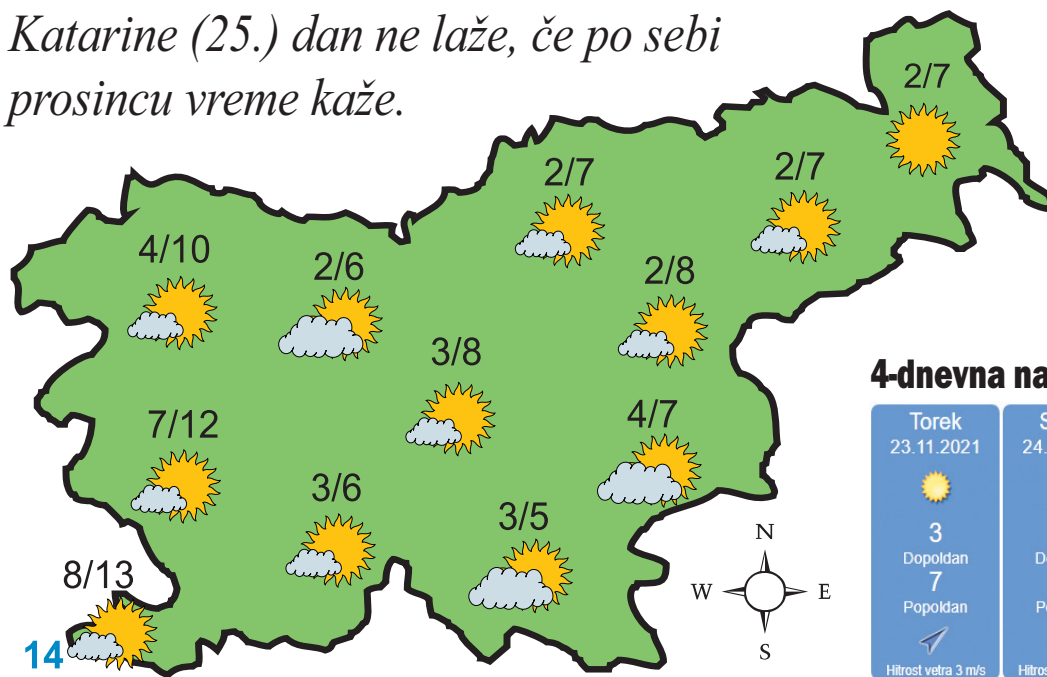 Katarine (25.) dan ne laže, če po sebi
prosincu vreme kaže.
2/7
2/7
2/7
4/10
2/6
2/8
3/8
7/12
4/7
3/6
3/5
8/13
14
N
W E
S
4-dnevna
Torek
23.11.2021
3
Dopoldan
7
Popoldan
Hitrost vetra 3 m/s
24.